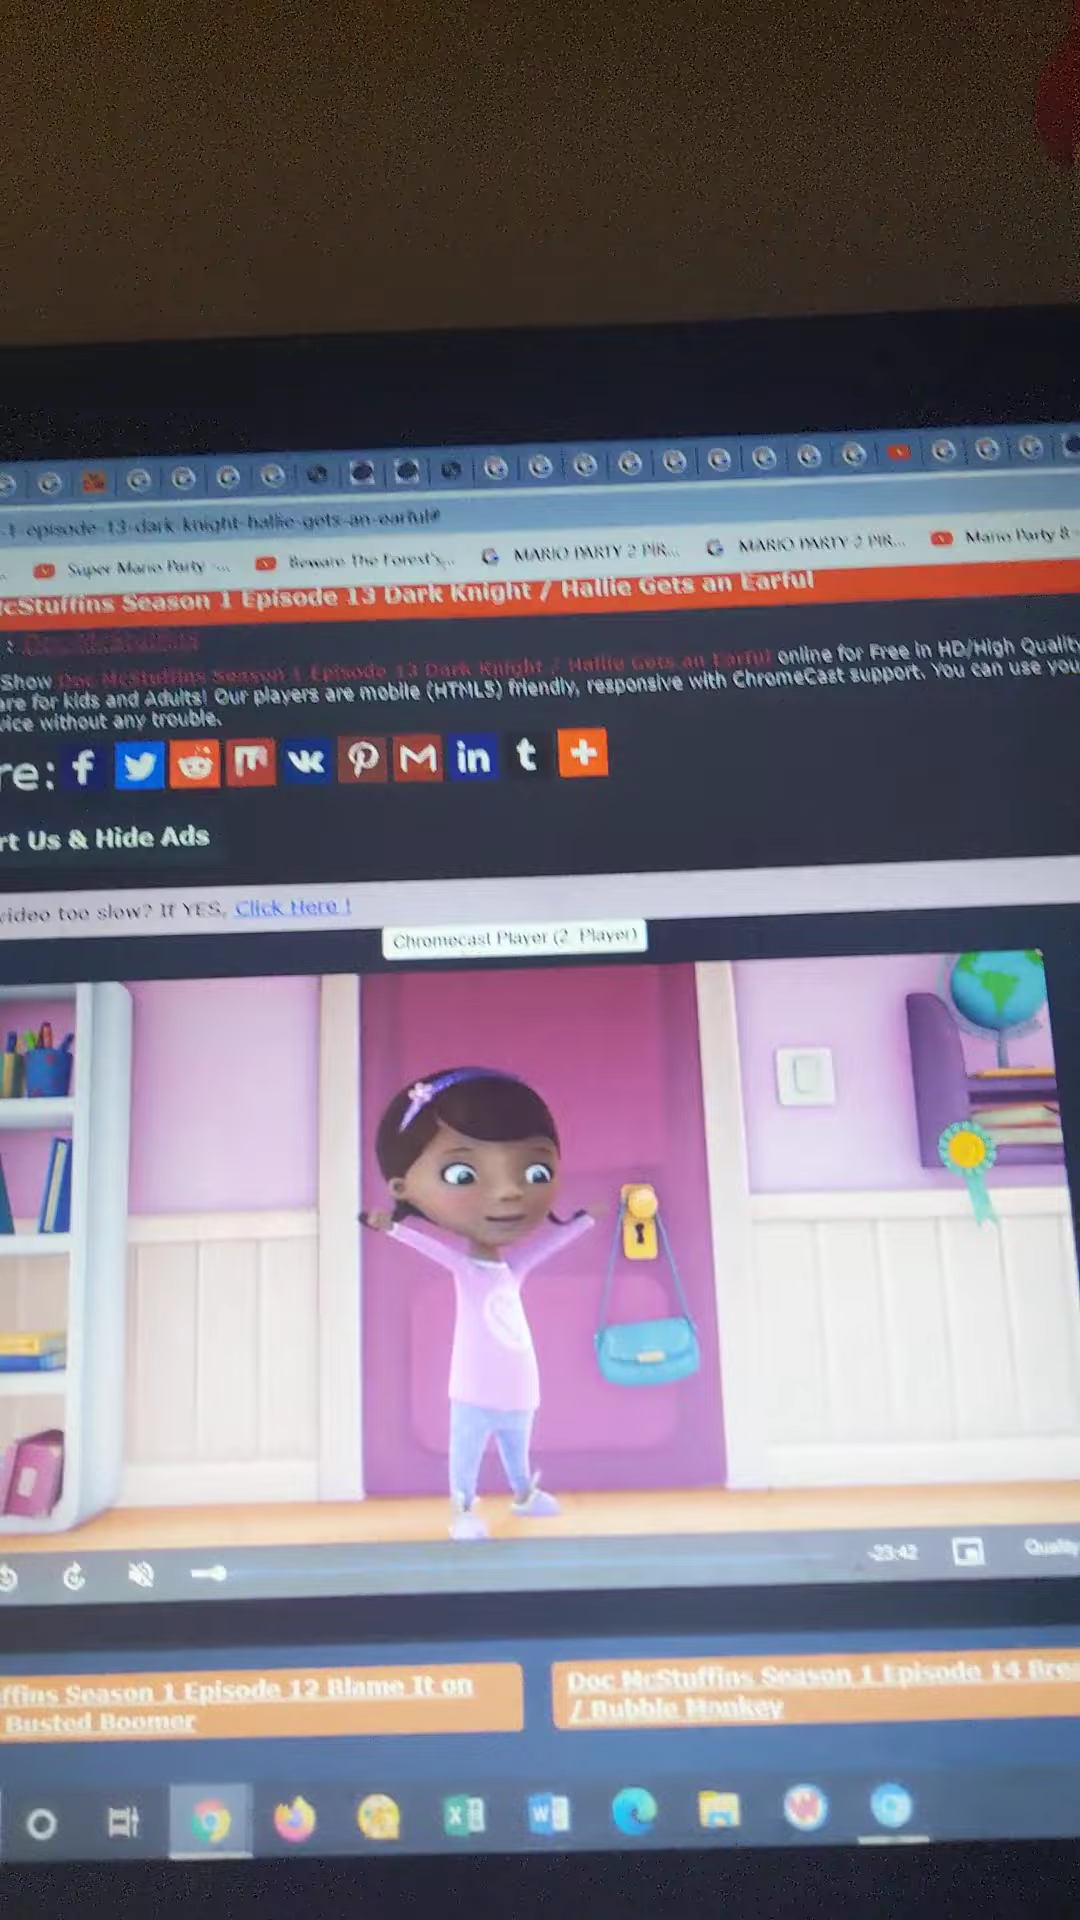 -1-episode-13-dark-knight-hallie-gets-an-earful#
Super Mario Party -...
Beware The Forest's...
MARIO PARTY 2 PIR...
MARIO PARTY 2 PIR...
Mario Party 8 -
cStuffins Season 1 Episode 13 Dark Knight / Hallie Gets an Earful
: Doc McStuffins
Show Doc McStuffins Season 1 Episode 13 Dark Knight / Hallie Gets an Earful online for Free in HD/High Quality
are for kids and Adults! Our players are mobile (HTML5) friendly, responsive with ChromeCast support. You can use you
vice without any trouble.
re:
rt Us & Hide Ads
video too slow? If YES, Click Here !
Chromecast Player (2. Player)
-23:42
Quality
ffins Season 1 Episode 12 Blame It on
Busted Boomer
Doc McStuffins Season 1 Episode 14 Bre
/ Bubble Monkey